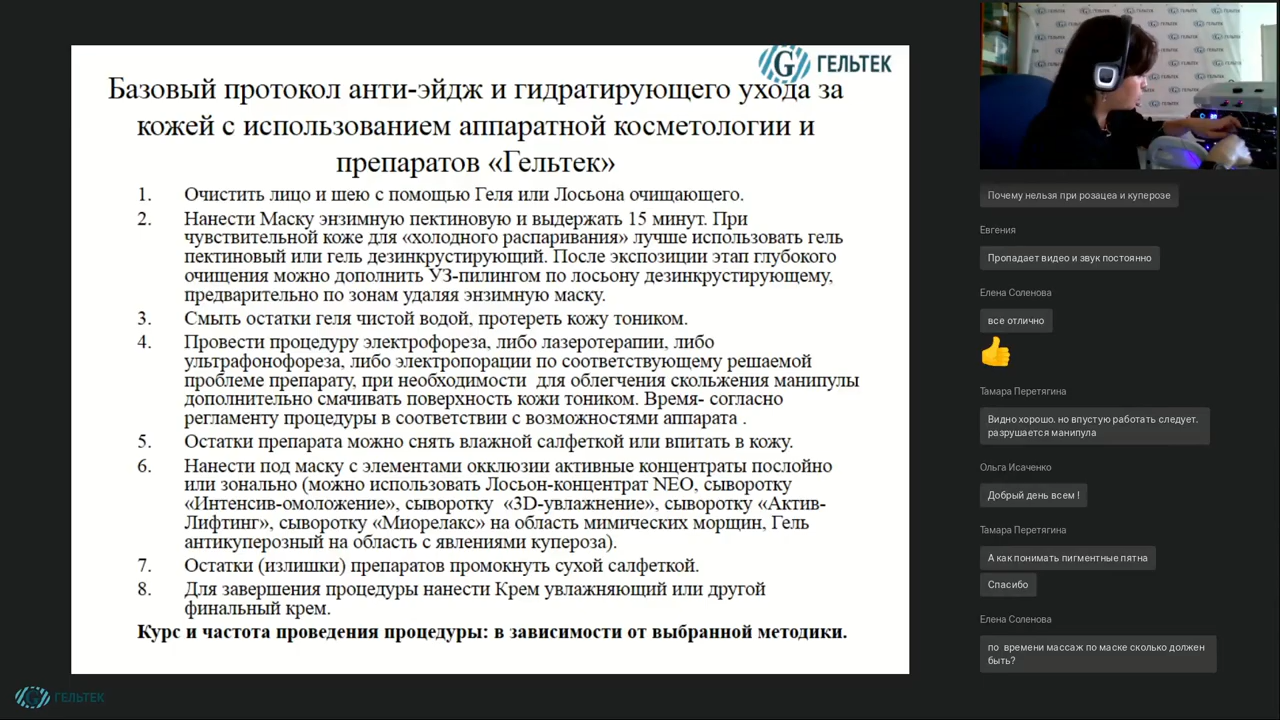 ГЕЛЬТЕК
Базовый протокол анти-эйдж и гидратирующего ухода за
кожей с использованием аппаратной косметологии и
препаратов «Гельтек»
1. Очистить лицо и шею с помощью Геля или Лосьона очищающего.
2. Нанести Маску энзимную пектиновую и выдержать 15 минут. При
чувствительной коже для «холодного распаривания» лучше использовать гель
пектиновый или гель дезинкрустирующий. После экспозиции этап глубокого
очищения можно дополнить УЗ-пилингом по лосьону дезинкрустирующему,
предварительно по зонам удаляя энзимную маску.
3. Смыть остатки геля чистой водой, протереть кожу тоником.
4. Провести процедуру электрофореза, либо лазеротерапии, либо
ультрафонофореза, либо электропорации по соответствующему решаемой
проблеме препарату, при необходимости для облегчения скольжения манипулы
дополнительно смачивать поверхность кожи тоником. Время- согласно
регламенту процедуры в соответствии с возможностями аппарата .
5. Остатки препарата можно снять влажной салфеткой или впитать в кожу.
6. Нанести под маску с элементами окклюзии активные концентраты послойно
или зонально (можно использовать Лосьон-концентрат NEO, сыворотку
«Интенсив-омоложение», сыворотку «3D-увлажнение», сыворотку «Актив-
Лифтинг», сыворотку «Миорелакс» на область мимических морщин, Гель
антикуперозный на область с явлениями купероза).
7. Остатки (излишки) препаратов промокнуть сухой салфеткой.
8. Для завершения процедуры нанести Крем увлажняющий или другой
финальный крем.
Курс и частота проведения процедуры: в зависимости от выбранной методики.
ГЕЛЬТЕК
Почему нельзя при розацеа и куперозе
Евгения
Пропадает видео и звук постоянно
Елена Соленова
все отлично
Тамара Перетягина
Видно хорошо. но впустую работать следует.
разрушается манипула
Ольга Исаченко
Добрый день всем !
Тамара Перетягина
А как понимать пигментные пятна
Спасибо
Елена Соленова
по времени массаж по маске сколько должен
быть?